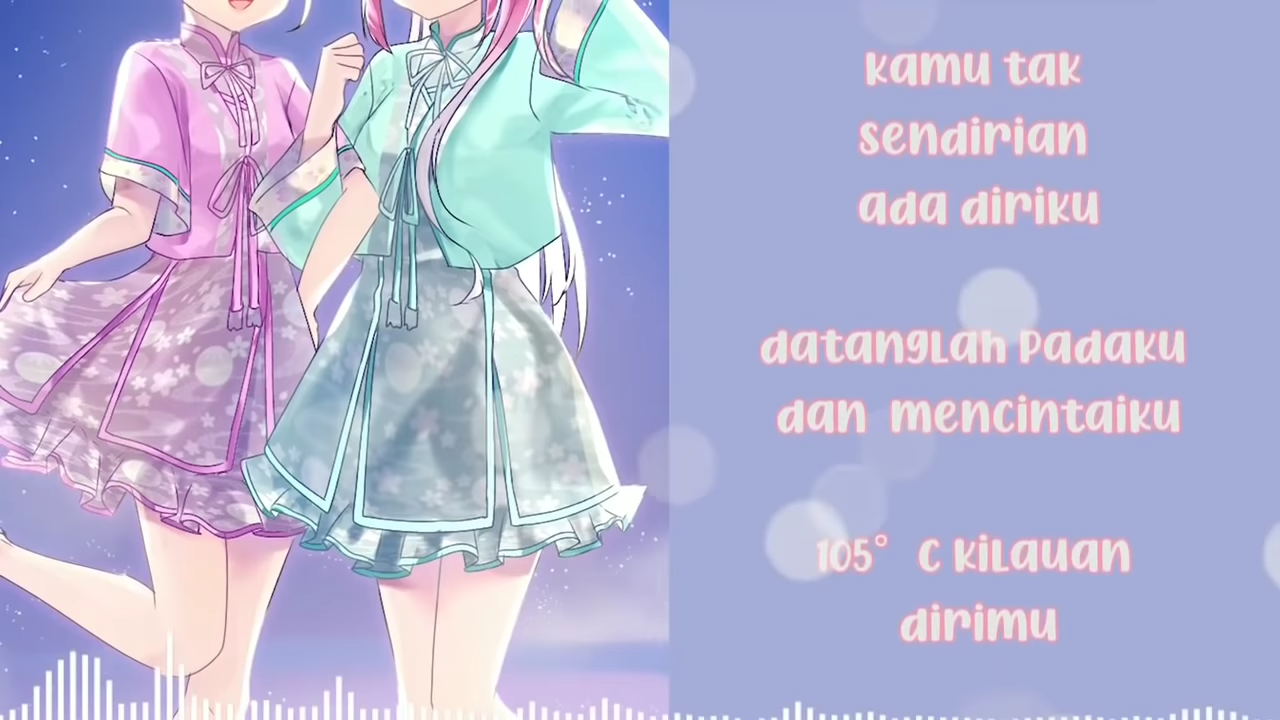 kamu tak
sendirian
ada diriku
datanglah padaku
dan mencintaiku
105° C kilauan
dirimu